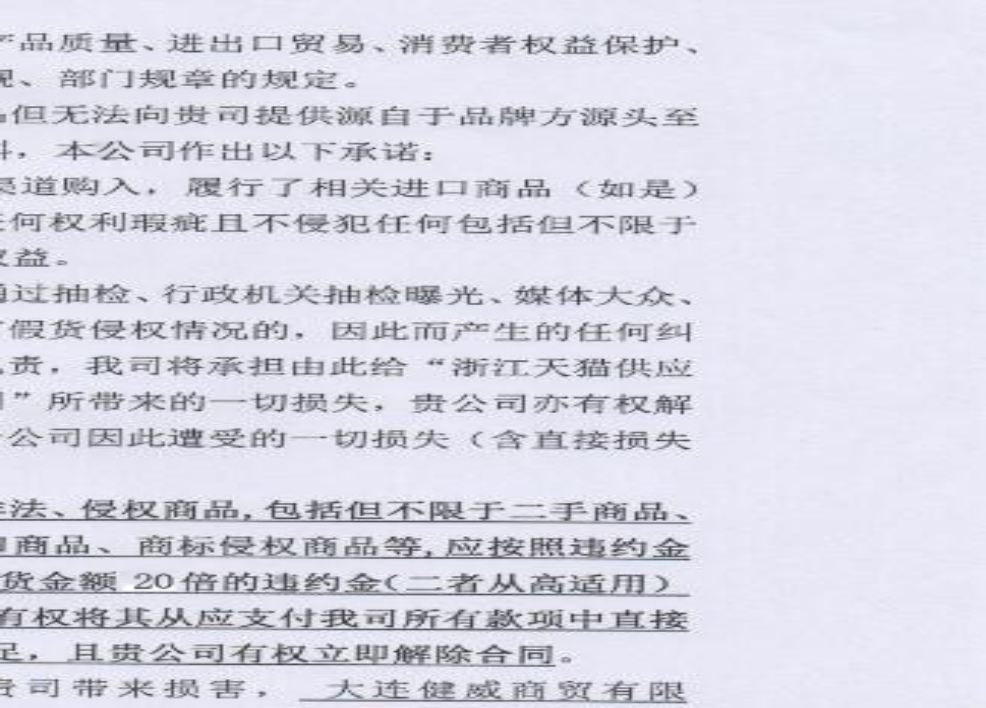 品质量、进出口贸易、消费者权益保护、
规、部门规章的规定。
但无法向贵司提供源自于品牌方源头至
料，本公司作出以下承诺：
渠道购入，履行了相关进口商品（如是）
任何权利瑕疵且不侵犯任何包括但不限于
权益。
通过抽检、行政机关抽检曝光、媒体大众、
假货侵权情况的，因此而产生的任何纠
责，我司将承担由此给“浙江天猫供应
”所带来的一切损失，贵公司亦有权解
公司因此遭受的一切损失（含直接损失
法、侵权商品,包括但不限于二手商品、
商品、商标侵权商品等,应按照违约金
货金额 20倍的违约金(二者从高适用)
有权将其从应支付我司所有款项中直接
足，且贵公司有权立即解除合同。
贵司带来损害， 大连健威商贸有限